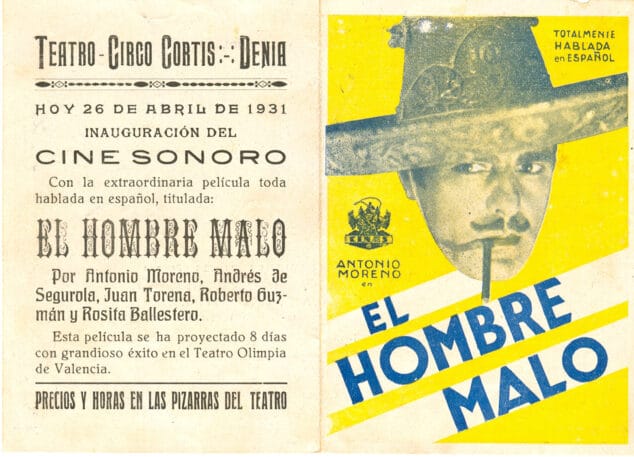 TEATRO-CIRCO CORTIS:-: DENIA
HOY 26 DE ABRIL DE 1931
INAUGURACIÓN DEL
CINE SONORO
Con la extraordinaria película toda
hablada en español, titulada:
EL HOMBRE MALO
Por Antonio Moreno, Andrés de
Segurola, Juan Torena, Roberto Guz-
mán y Rosita Ballestero.
Esta película se ha proyectado 8 días
con grandioso éxito en el Teatro Olimpia
de Valencia.
PRECIOS Y HORAS EN LAS PIZARRAS DEL TEATRO
TOTALMENTE
HABLADA
en ESPAÑOL
ANTONIO
MORENO
en
EL
HOMBRE
MALO